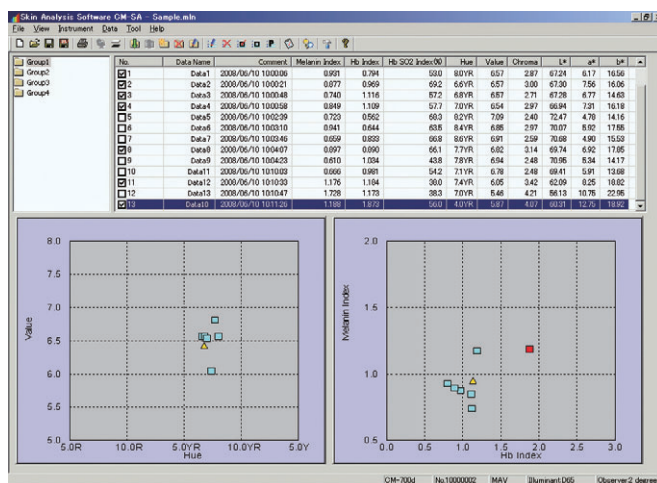 Skin Analysis Software CM-SA - Sample.mln
File View Instrument Data Tool Help
Group1
Group2
Group3
Group4
No. Data Name Comment Melanin Index Hb Index Hb SO2 Index(%) Hue Value Chroma L* a* b*
1 Data1 2008/06/10 10:00:06 0.931 0.794 53.0 8.0YR 6.57 2.87 67.24 6.17 16.56
2 Data2 2008/06/10 10:00:21 0.877 0.969 69.2 6.6YR 6.57 3.00 67.30 7.56 16.06
3 Data3 2008/06/10 10:00:48 0.740 1.116 57.2 6.8YR 6.57 2.71 67.28 6.77 14.63
4 Data4 2008/06/10 10:00:58 0.849 1.109 57.7 7.0YR 6.54 2.97 66.94 7.31 16.18
5 Data5 2008/06/10 10:02:39 0.723 0.562 68.3 8.2YR 7.09 2.40 72.47 4.78 14.16
6 Data6 2008/06/10 10:03:10 0.941 0.644 63.5 8.4YR 6.85 2.97 70.07 5.92 17.55
7 Data7 2008/06/10 10:03:46 0.659 0.833 66.8 8.6YR 6.91 2.59 70.68 4.90 15.53
8 Data8 2008/06/10 10:04:07 0.897 0.890 66.1 7.7YR 6.82 3.14 69.74 6.92 17.85
9 Data9 2008/06/10 10:04:23 0.610 1.034 43.8 7.8YR 6.94 2.48 70.95 5.34 14.17
10 Data11 2008/06/10 10:10:03 0.666 0.981 54.2 7.1YR 6.78 2.48 69.41 5.91 13.68
11 Data12 2008/06/10 10:10:33 1.176 1.184 38.0 7.4YR 6.05 3.42 62.09 8.25 18.82
12 Data13 2008/06/10 10:10:47 1.728 1.173 38.3 7.0YR 5.46 4.21 56.13 10.75 22.95
13 Data10 2008/06/10 10:11:26 1.188 1.873 56.0 4.0YR 5.87 4.07 60.31 12.75 18.92
8.0
7.5
7.0
6.5
6.0
5.5
5.0
Value
5.0R 10.0R 5.0YR 10.0YR 5.0Y
Hue
2.0
1.5
1.0
0.5
Melanin Index
0.0 0.5 1.0 1.5 2.0 2.5 3.0
Hb Index
CM-700d No.10000002 MAV Illuminant:D65 Observer:2 degree